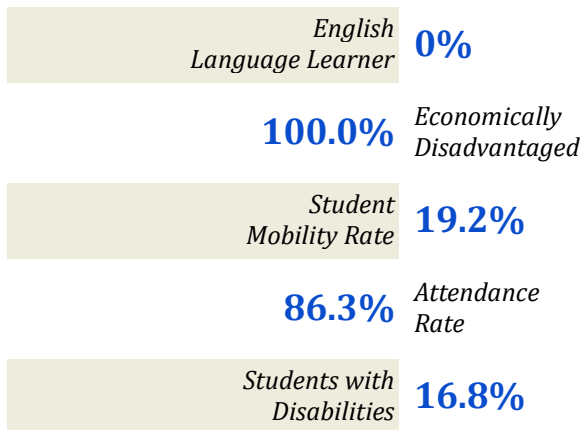 English
Language Learner
0%
100.0%
Economically
Disadvantaged
Student
Mobility Rate
19.2%
86.3%
Attendance
Rate
Students with
Disabilities
16.8%